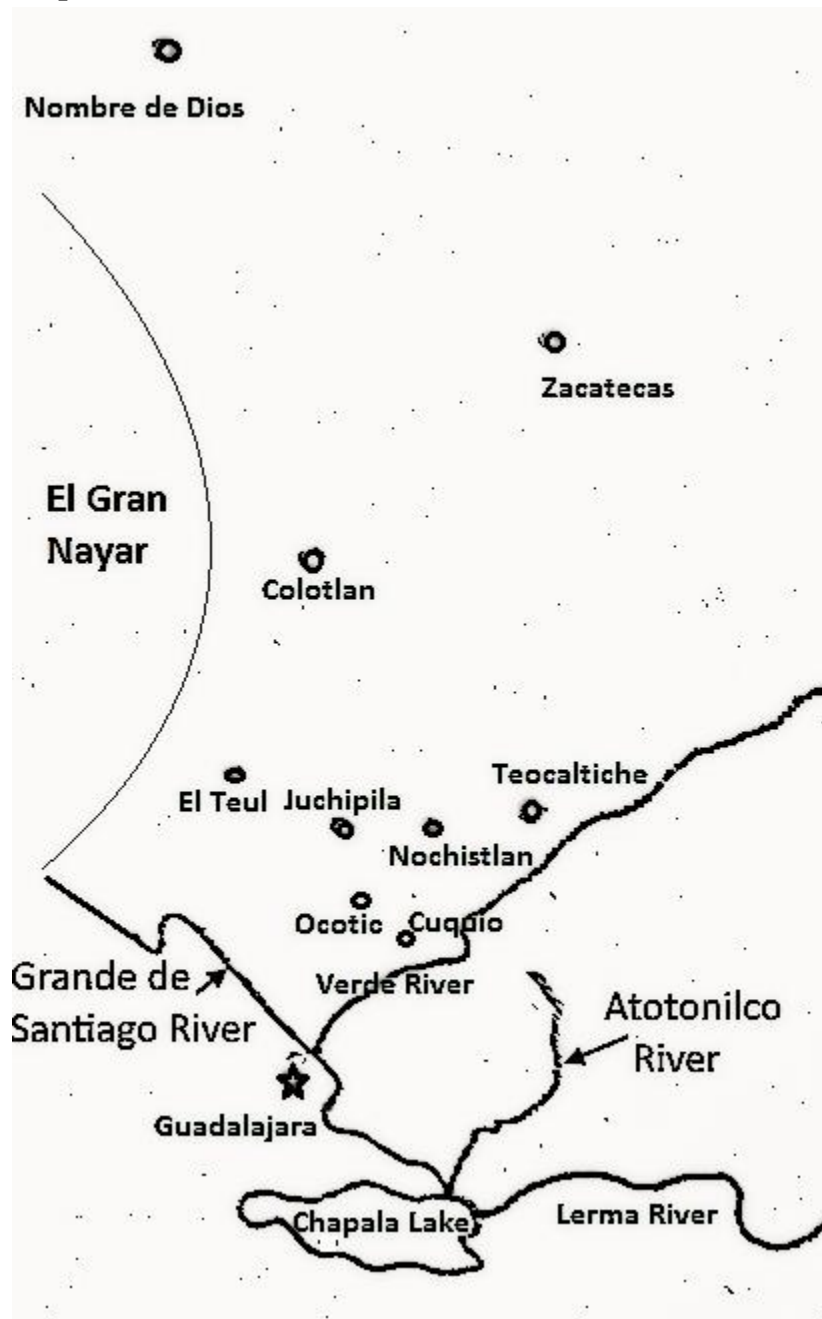 Nombre de Dios
Zacatecas
El Gran
Nayar
Colotlan
Teocaltiche
El Teul
Juchipila
Nochistlan
Ocotic
Cuquio
Verde River
Grande de
Santiago River
Atotonilco
River
Guadalajara
Chapala Lake
Lerma River